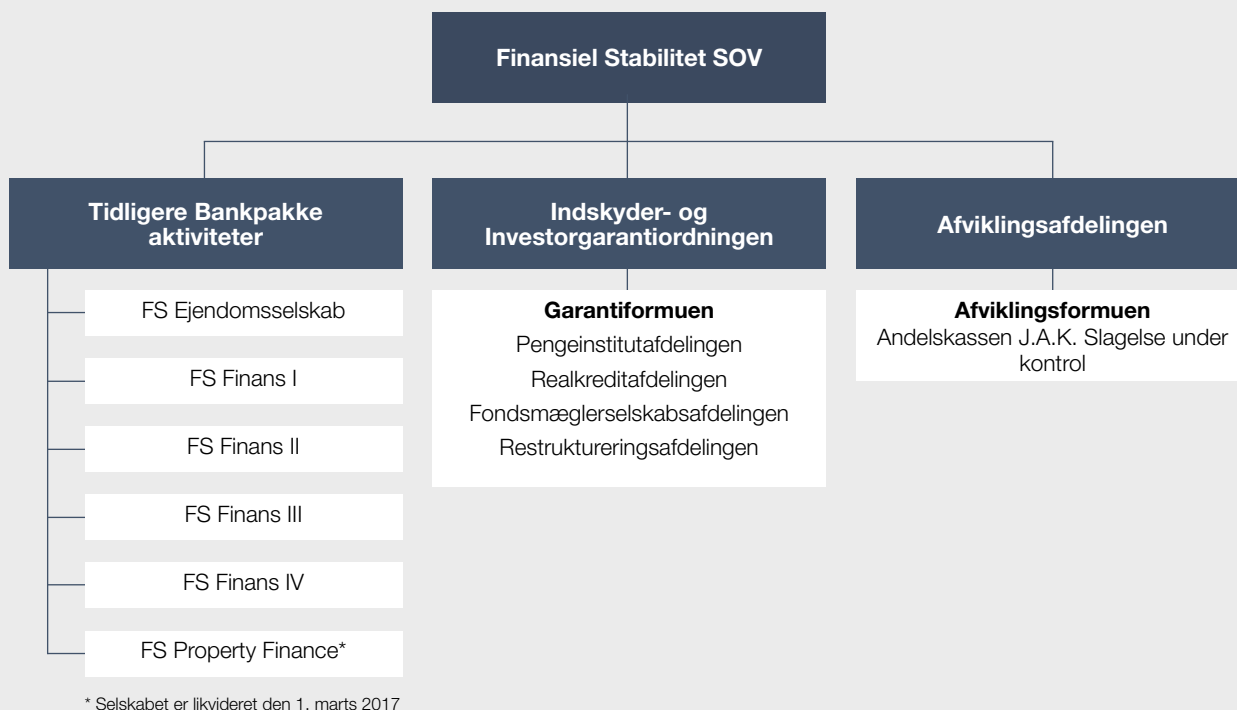 Finansiel Stabilitet SOV
Tidligere Bankpakke
aktiviteter
FS Ejendomsselskab
FS Finans I
FS Finans II
FS Finans III
FS Finans IV
FS Property Finance*
* Selskabet er likvideret den 1. marts 2017
Indskyder- og
Investorgarantiordningen
Garantiformuen
Pengeinstitutafdelingen
Realkreditafdelingen
Fondsmæglerselskabsafdelingen
Restruktureringsafdelingen
Afviklingsafdelingen
Afviklingsformuen
Andelskassen J.A.K. Slagelse under
kontrol